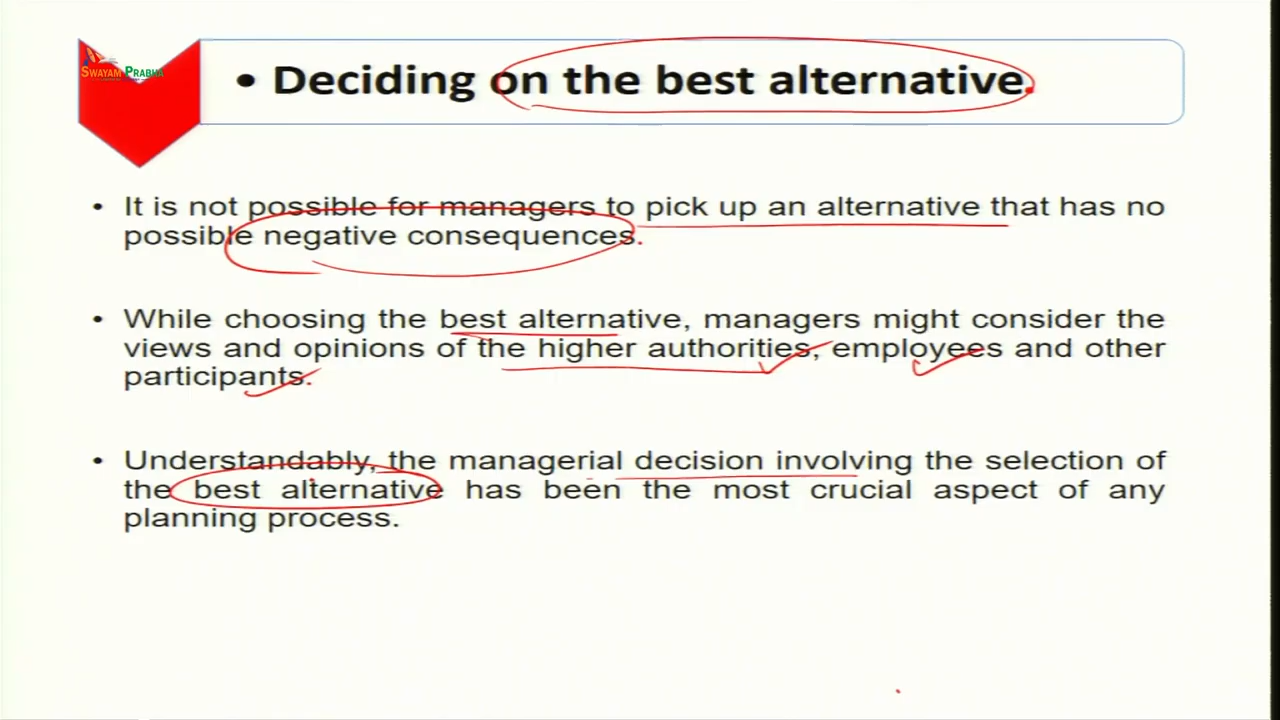 SWAYAM PRABHA
• Deciding on the best alternative.
• It is not possible for managers to pick up an alternative that has no
possible negative consequences.
• While choosing the best alternative, managers might consider the
views and opinions of the higher authorities, employees and other
participants.
• Understandably, the managerial decision involving the selection of
the best alternative has been the most crucial aspect of any
planning process.